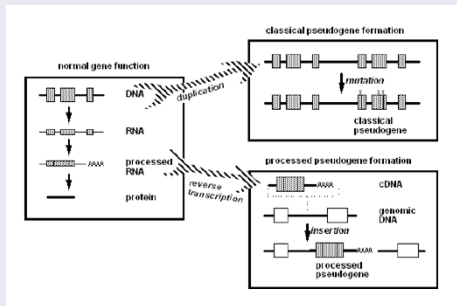 classical pseudogene formation
normal gene function
DNA
duplication
mutation
RNA
classical
pseudogene
AAAA
processed
RNA
processed pseudogene formation
reverse
transcription
AAAA
cDNA
protein
genomic
DNA
insertion
AAAA
processed
pseudogene